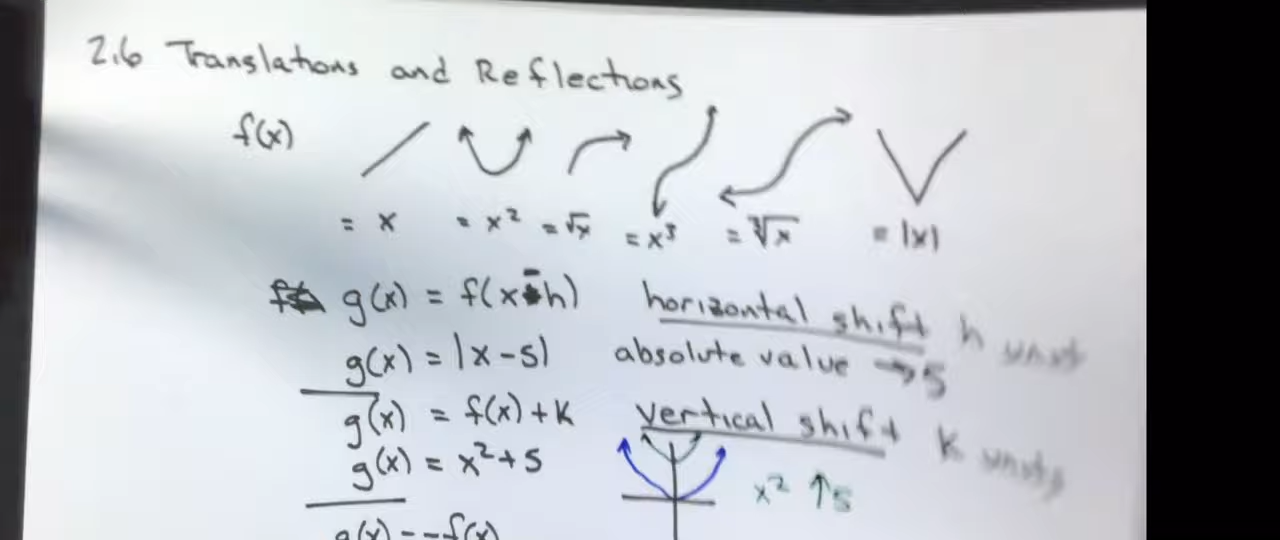 2.6 Translations and Reflections
f(x)
= x = x² = √x = x³ = ∛x = |x|
g(x) = f(x-h) horizontal shift h units
g(x) = |x-5| absolute value →5
g(x) = f(x)+K vertical shift K units
g(x) = x²+5 x² ↑5
g(x) = -f(x)